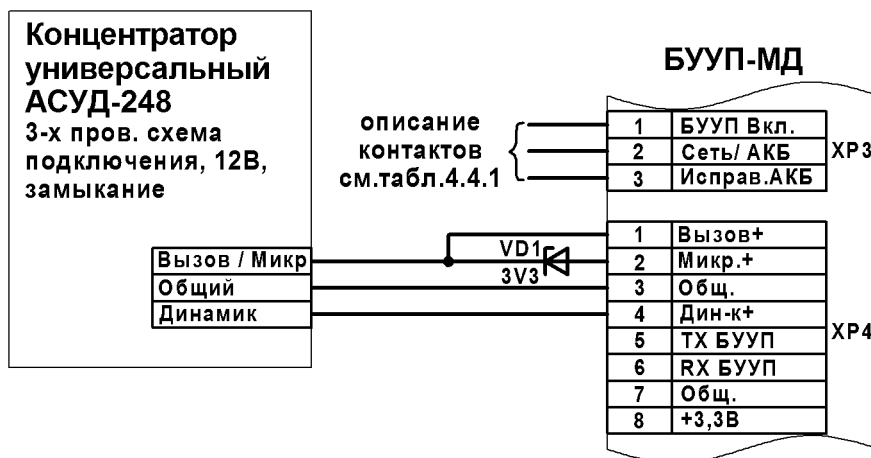 Концентратор
универсальный
АСУД-248
3-х пров. схема
подключения, 12В,
замыкание
Вызов / Микр
Общий
Динамик
описание
контактов
см.табл.4.4.1
VD1
3V3
БУУП-МД
1 БУУП Вкл.
2 Сеть/ АКБ
3 Исправ.АКБ
XP3
1 Вызов+
2 Микр.+
3 Общ.
4 Дин-к+
5 TX БУУП
6 RX БУУП
7 Общ.
8 +3,3В
XP4